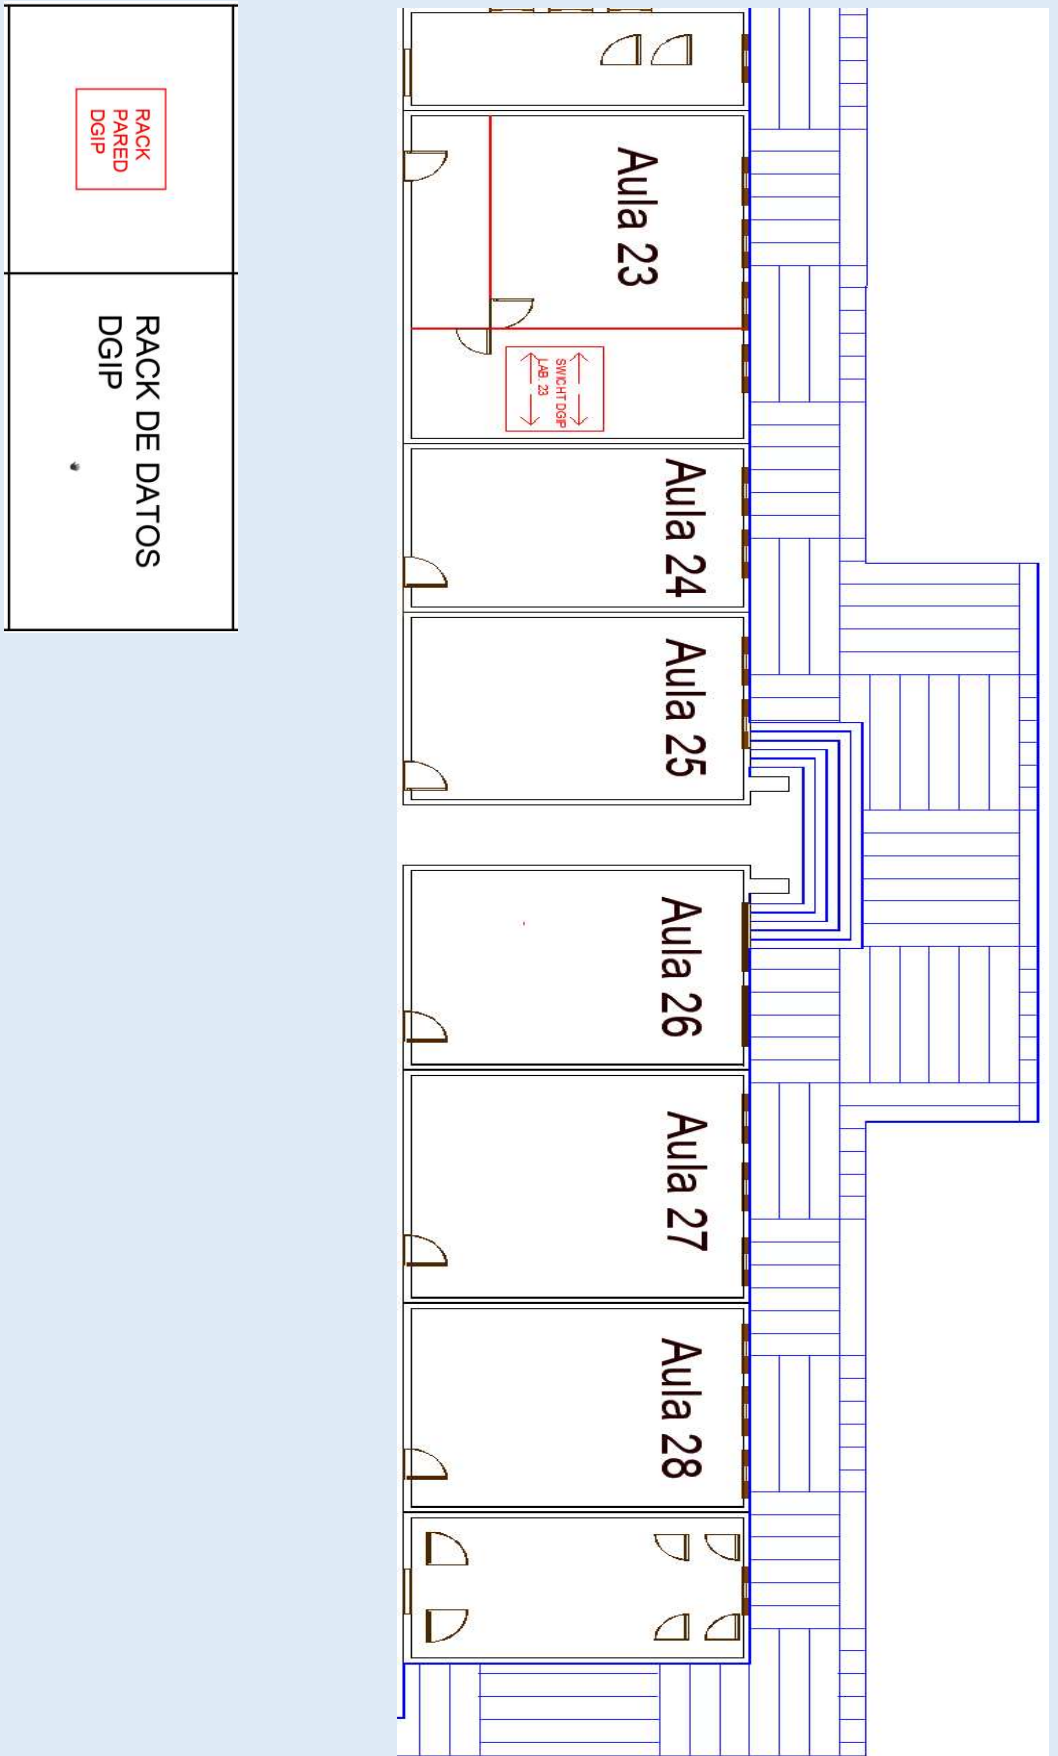 RACK
PARED
DGIP
RACK DE DATOS
DGIP
Aula 23
SWICHT DGIP
LAB. 23
Aula 24
Aula 25
Aula 26
Aula 27
Aula 28